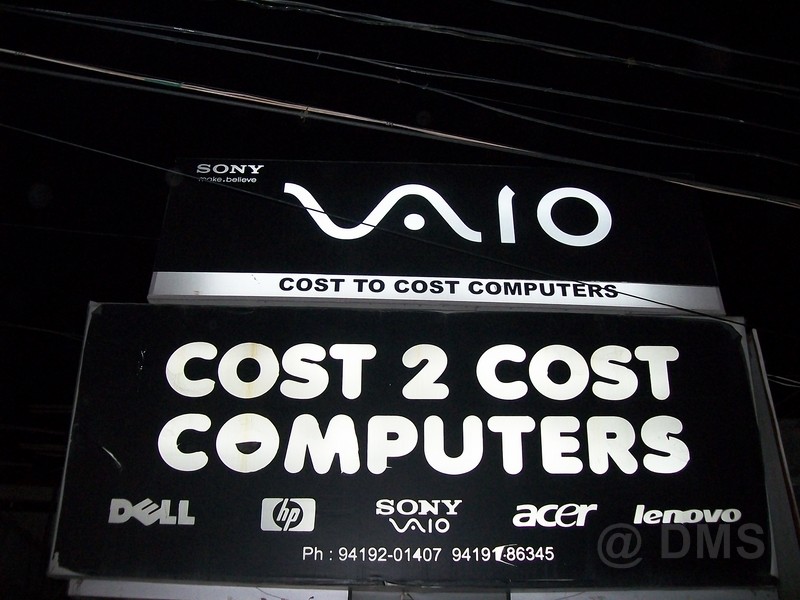 SONY
make.believe
VAIO
COST TO COST COMPUTERS
COST 2 COST
COMPUTERS
DELL hp SONY VAIO acer lenovo
Ph : 94192-01407 94191-86345
@ DMS